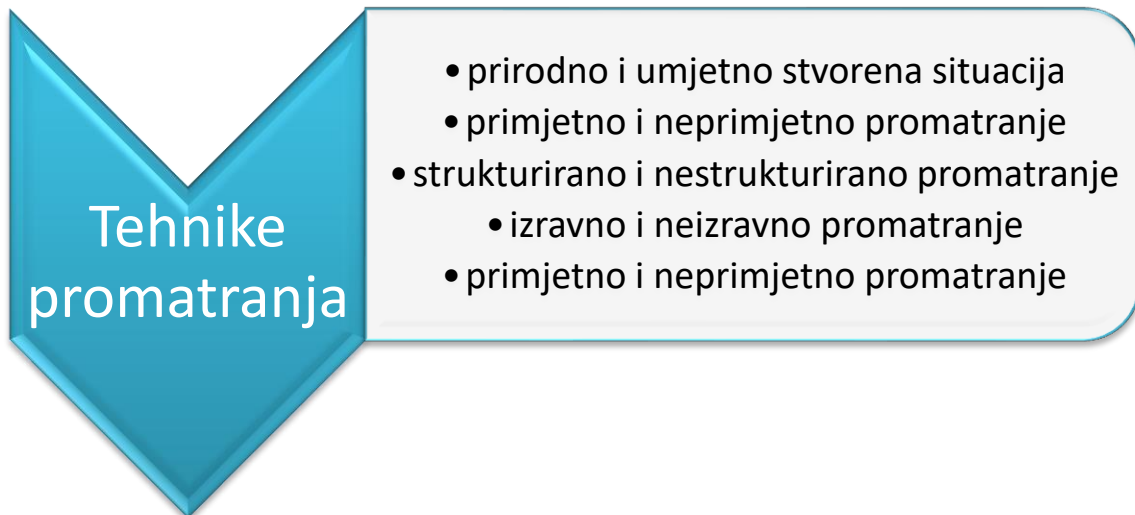 Tehnike
promatranja
•prirodno i umjetno stvorena situacija
•primjetno i neprimjetno promatranje
•strukturirano i nestrukturirano promatranje
•izravno i neizravno promatranje
•primjetno i neprimjetno promatranje